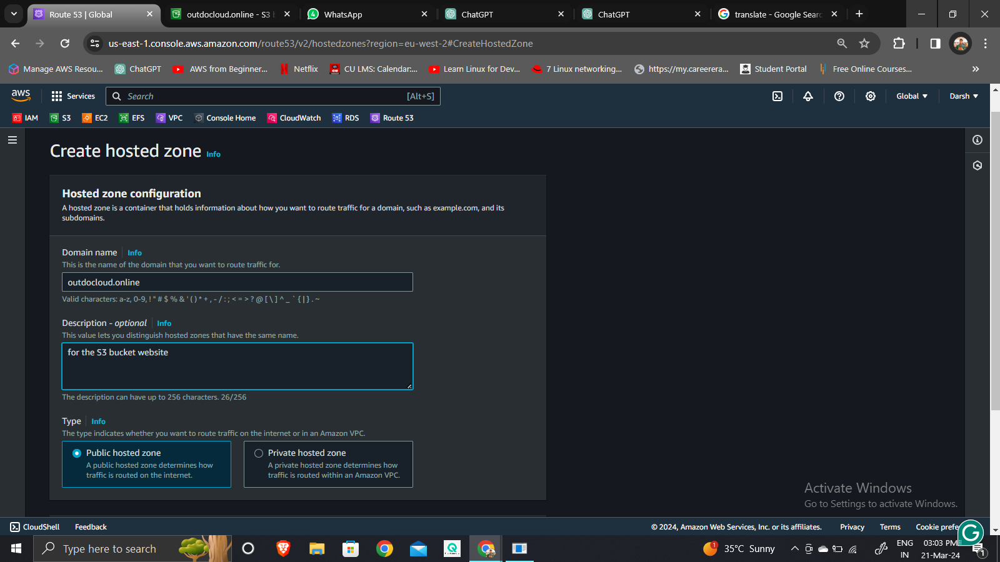 Route 53 | Global
outdocloud.online - S3 b
WhatsApp
ChatGPT
ChatGPT
translate - Google Searc
us-east-1.console.aws.amazon.com/route53/v2/hostedzones?region=eu-west-2#CreateHostedZone
Manage AWS Resou...
ChatGPT
AWS from Beginner...
Netflix
CU LMS: Calendar:...
Learn Linux for Dev...
7 Linux networking...
https://my.careerera...
Student Portal
Free Online Courses...
aws
Services
Search
[Alt+S]
Global
Darsh
IAM
S3
EC2
EFS
VPC
Console Home
CloudWatch
RDS
Route 53
Create hosted zone Info
Hosted zone configuration
A hosted zone is a container that holds information about how you want to route traffic for a domain, such as example.com, and its
subdomains.
Domain name Info
This is the name of the domain that you want to route traffic for.
outdocloud.online
Valid characters: a-z, 0-9, ! " # $ % & ' ( ) * + , - / : ; < = > ? @ [ \ ] ^ _ ` { | } . ~
Description - optional Info
This value lets you distinguish hosted zones that have the same name.
for the S3 bucket website
The description can have up to 256 characters. 26/256
Type Info
The type indicates whether you want to route traffic on the internet or in an Amazon VPC.
Public hosted zone
A public hosted zone determines how
traffic is routed on the internet.
Private hosted zone
A private hosted zone determines how
traffic is routed within an Amazon VPC.
Activate Windows
Go to Settings to activate Windows.
CloudShell
Feedback
© 2024, Amazon Web Services, Inc. or its affiliates.
Privacy
Terms
Cookie prefe
Type here to search
1
35°C Sunny
ENG
IN
03:03 PM
21-Mar-24
1